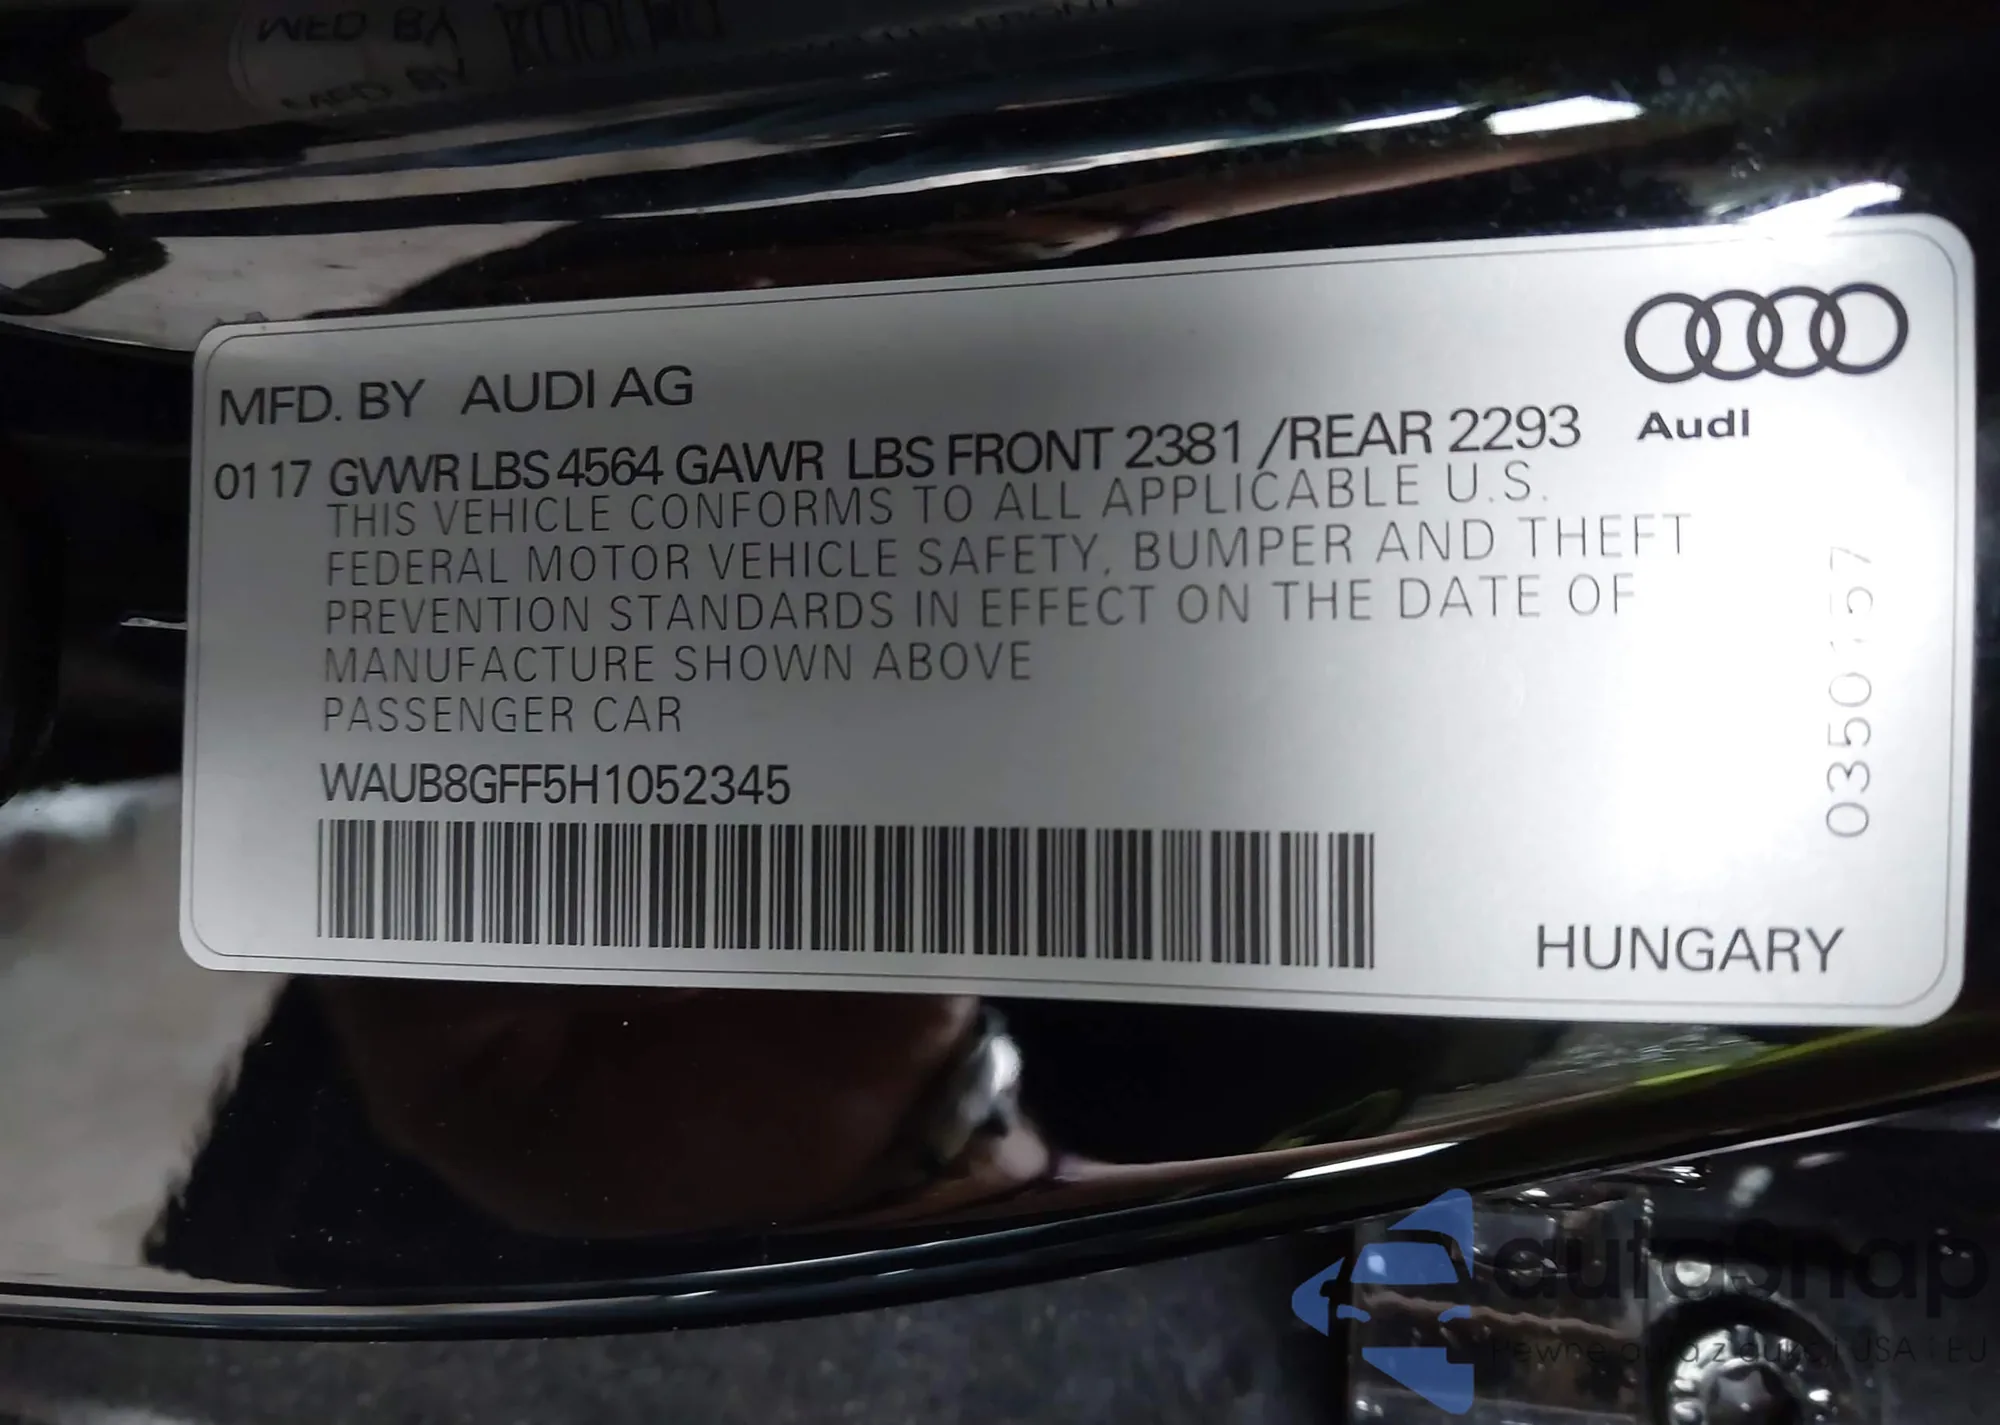 MFD. BY AUDI AG
0117 GVWR LBS 4564 GAWR LBS FRONT 2381 /REAR 2293
THIS VEHICLE CONFORMS TO ALL APPLICABLE U.S.
FEDERAL MOTOR VEHICLE SAFETY, BUMPER AND THEFT
PREVENTION STANDARDS IN EFFECT ON THE DATE OF
MANUFACTURE SHOWN ABOVE
PASSENGER CAR
WAUB8GFF5H1052345
Audi
0350157
HUNGARY
autosnap